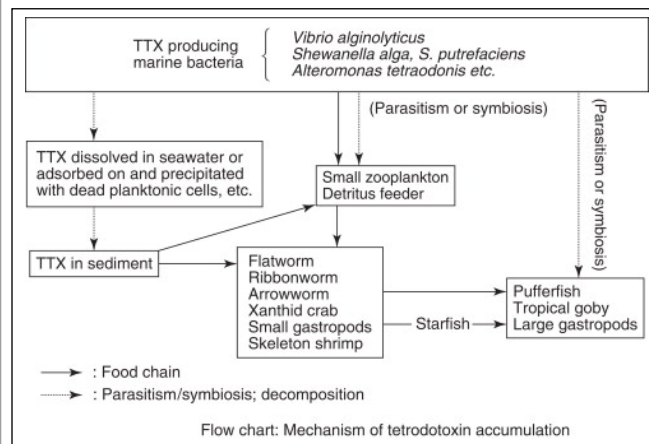 TTX producing
marine bacteria
Vibrio alginolyticus
Shewanella alga, S. putrefaciens
Alteromonas tetraodonis etc.
(Parasitism or symbiosis)
(Parasitism or symbiosis)
TTX dissolved in seawater or
adsorbed on and precipitated
with dead planktonic cells, etc.
Small zooplankton
Detritus feeder
TTX in sediment
Flatworm
Ribbonworm
Arrowworm
Xanthid crab
Small gastropods
Skeleton shrimp
Starfish
Pufferfish
Tropical goby
Large gastropods
: Food chain
: Parasitism/symbiosis; decomposition
Flow chart: Mechanism of tetrodotoxin accumulation